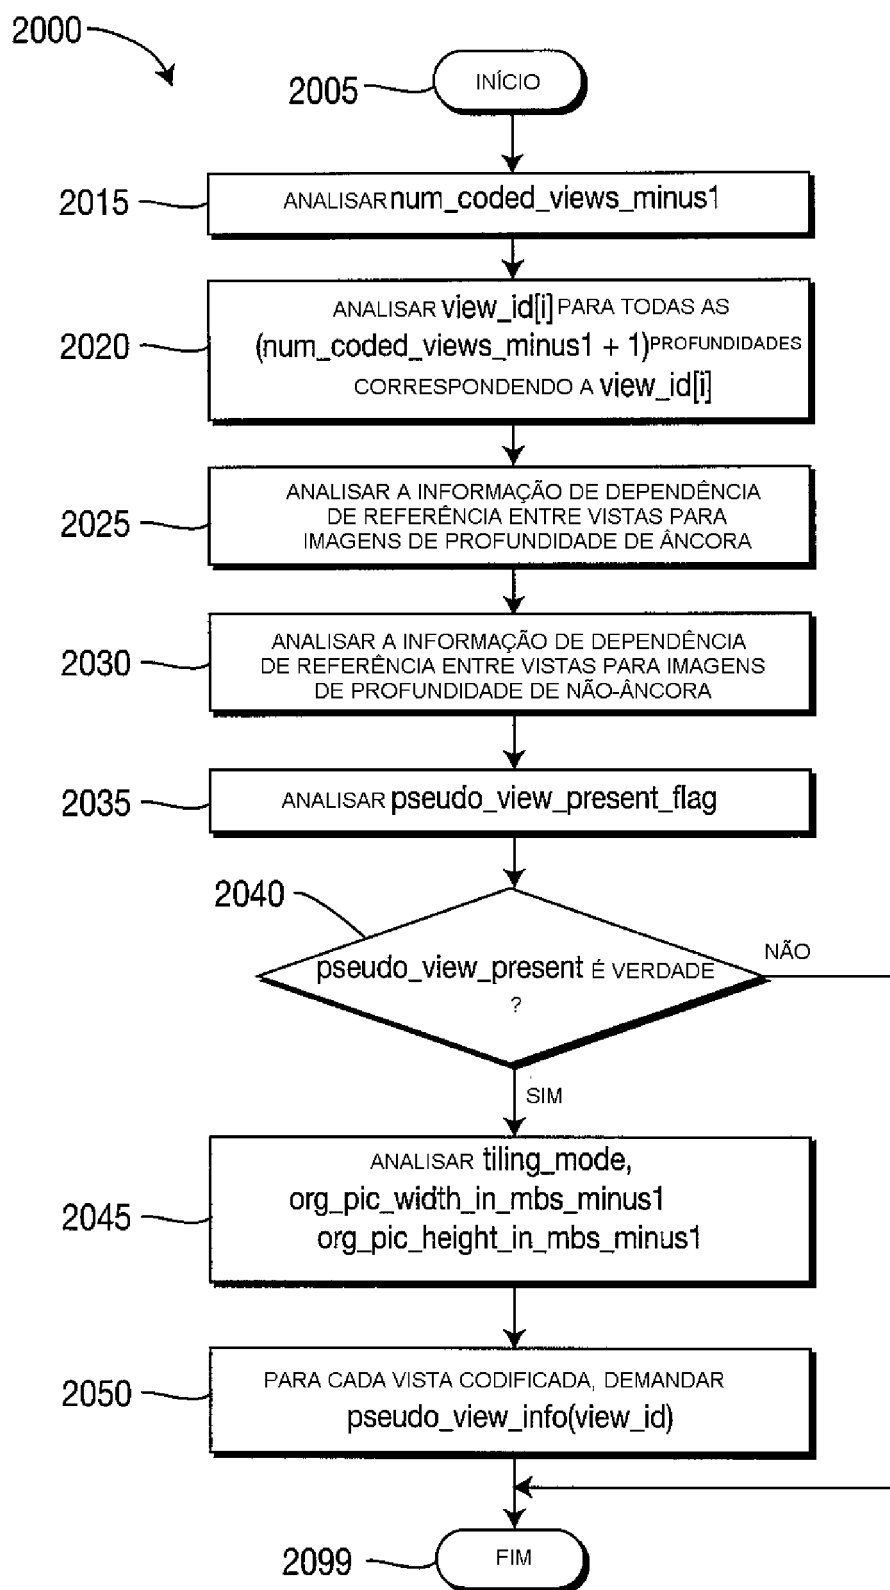 2000
2005
INÍCIO
2015
ANALISAR num_coded_views_minus1
2020
ANALISAR view_id[i] PARA TODAS AS
(num_coded_views_minus1 + 1) PROFUNDIDADES
CORRESPONDENDO A view_id[i]
2025
ANALISAR A INFORMAÇÃO DE DEPENDÊNCIA
DE REFERÊNCIA ENTRE VISTAS PARA
IMAGENS DE PROFUNDIDADE DE ÂNCORA
2030
ANALISAR A INFORMAÇÃO DE DEPENDÊNCIA
DE REFERÊNCIA ENTRE VISTAS PARA IMAGENS
DE PROFUNDIDADE DE NÃO-ÂNCORA
2035
ANALISAR pseudo_view_present_flag
2040
pseudo_view_present É VERDADE
?
NÃO
SIM
2045
ANALISAR tiling_mode,
org_pic_width_in_mbs_minus1
org_pic_height_in_mbs_minus1
2050
PARA CADA VISTA CODIFICADA, DEMANDAR
pseudo_view_info(view_id)
2099
FIM